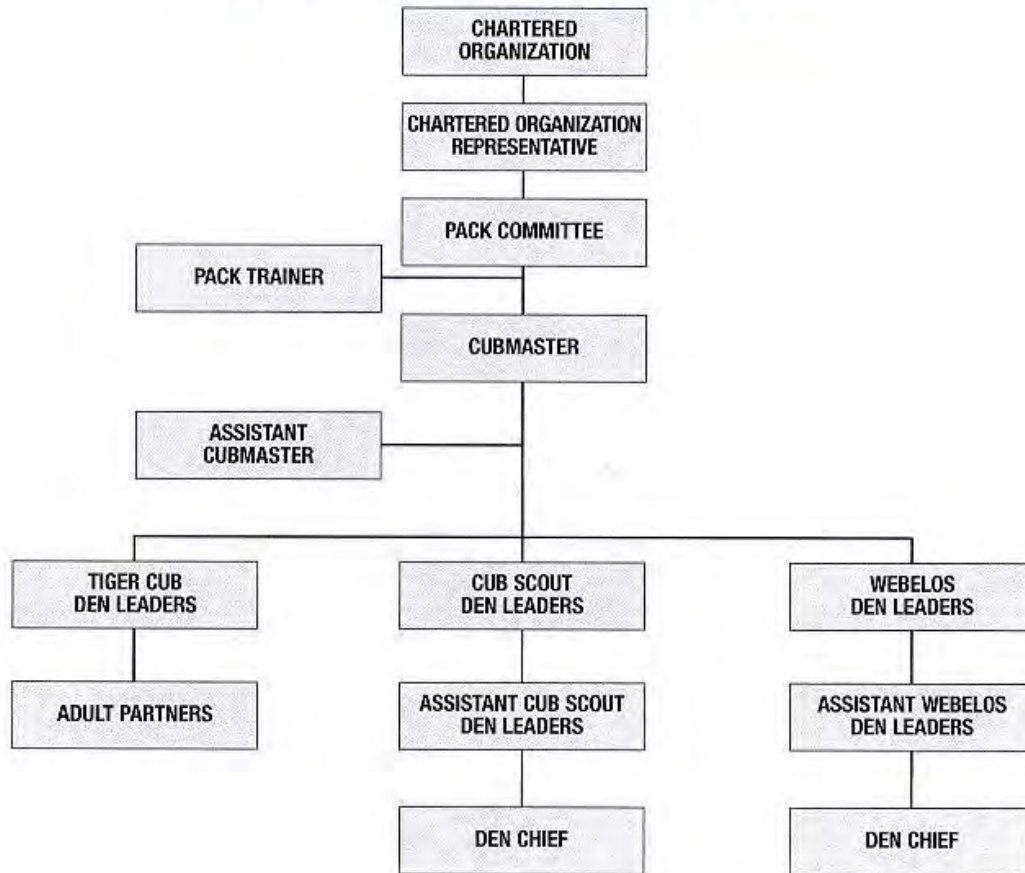 CHARTERED
ORGANIZATION
CHARTERED ORGANIZATION
REPRESENTATIVE
PACK COMMITTEE
PACK TRAINER
CUBMASTER
ASSISTANT
CUBMASTER
TIGER CUB
DEN LEADERS
CUB SCOUT
DEN LEADERS
WEBELOS
DEN LEADERS
ADULT PARTNERS
ASSISTANT CUB SCOUT
DEN LEADERS
ASSISTANT WEBELOS
DEN LEADERS
DEN CHIEF
DEN CHIEF